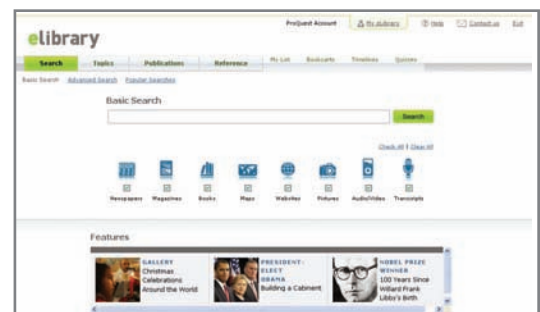 ProQuest Account My eLibrary Help Contact us Exit
elibrary
Search Topics Publications Reference My List Bookcarts Timelines Quizzes
Basic Search Advanced Search Popular Searches
Basic Search
Search
Check All | Clear All
Newspapers Magazines Books Maps Websites Pictures Audio/Video Transcripts
Features
GALLERY
Christmas
Celebrations
Around the World
PRESIDENT-
ELECT
OBAMA
Building a Cabinet
NOBEL PRIZE
WINNER
100 Years Since
Willard Frank
Libby's Birth